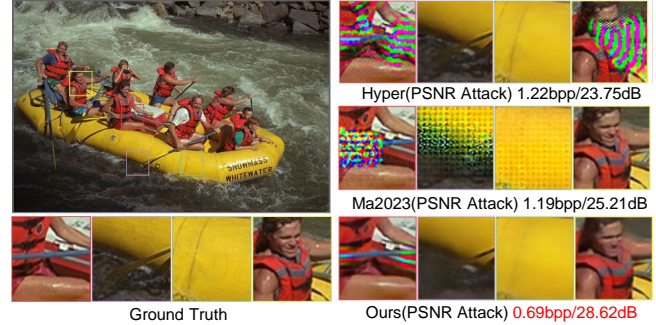 SNOWMASS
WHITEWATER
Hyper(PSNR Attack) 1.22bpp/23.75dB
Ma2023(PSNR Attack) 1.19bpp/25.21dB
Ground Truth
Ours(PSNR Attack) 0.69bpp/28.62dB